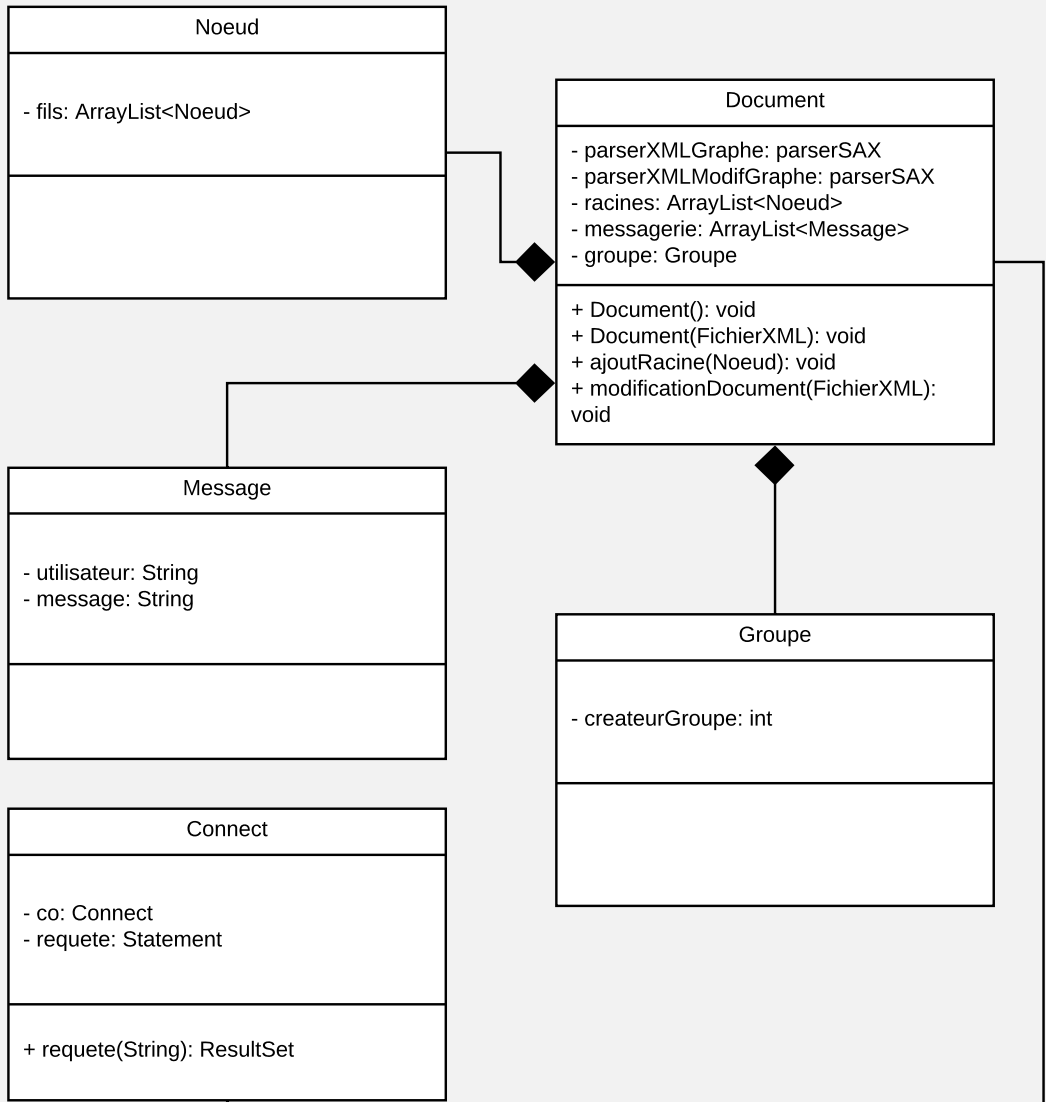 Noeud
- fils: ArrayList<Noeud>
Document
- parserXMLGraphe: parserSAX
- parserXMLModifGraphe: parserSAX
- racines: ArrayList<Noeud>
- messagerie: ArrayList<Message>
- groupe: Groupe
+ Document(): void
+ Document(FichierXML): void
+ ajoutRacine(Noeud): void
+ modificationDocument(FichierXML):
void
Message
- utilisateur: String
- message: String
Groupe
- createurGroupe: int
Connect
- co: Connect
- requete: Statement
+ requete(String): ResultSet